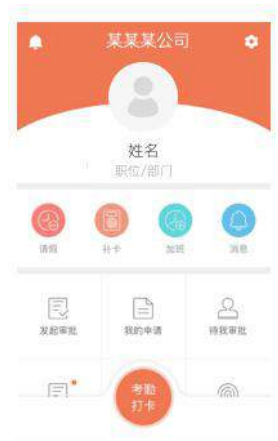 某某某公司
姓名
职位/部门
请假 补卡 加班 消息
发起审批 我的申请 待我审批
考勤
打卡